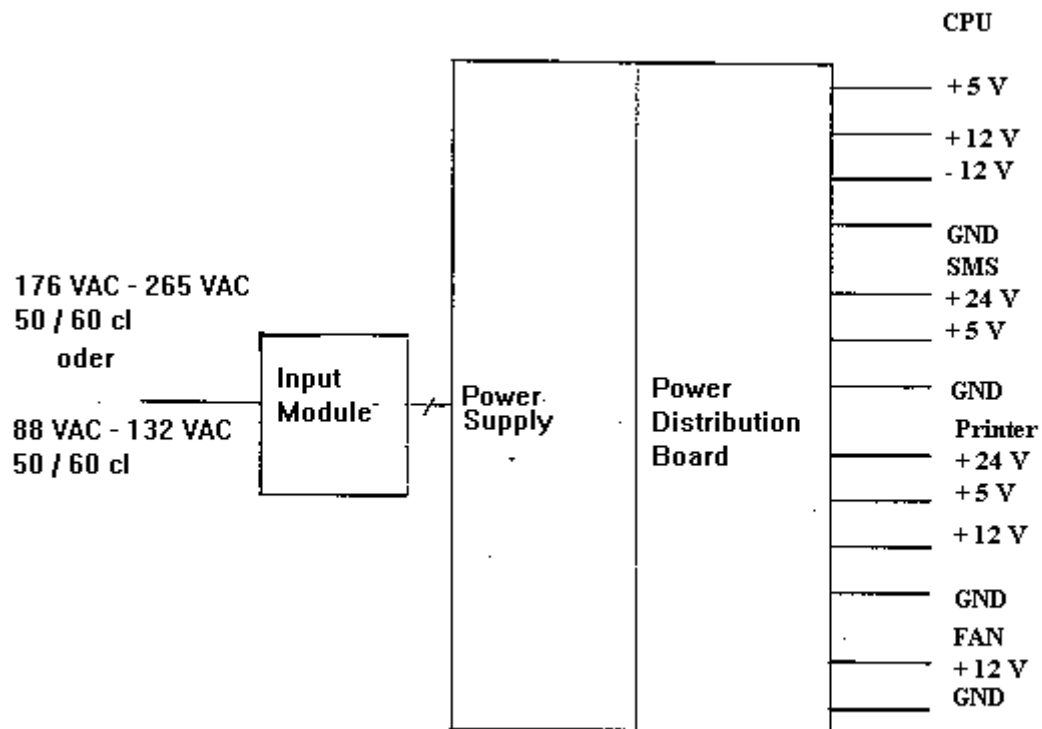 176 VAC - 265 VAC
50 / 60 cl
oder
88 VAC - 132 VAC
50 / 60 cl
Input
Module
Power
Supply
Power
Distribution
Board
CPU
+5 V
+12 V
- 12 V
GND
SMS
+24 V
+5 V
GND
Printer
+24 V
+5 V
+12 V
GND
FAN
+12 V
GND